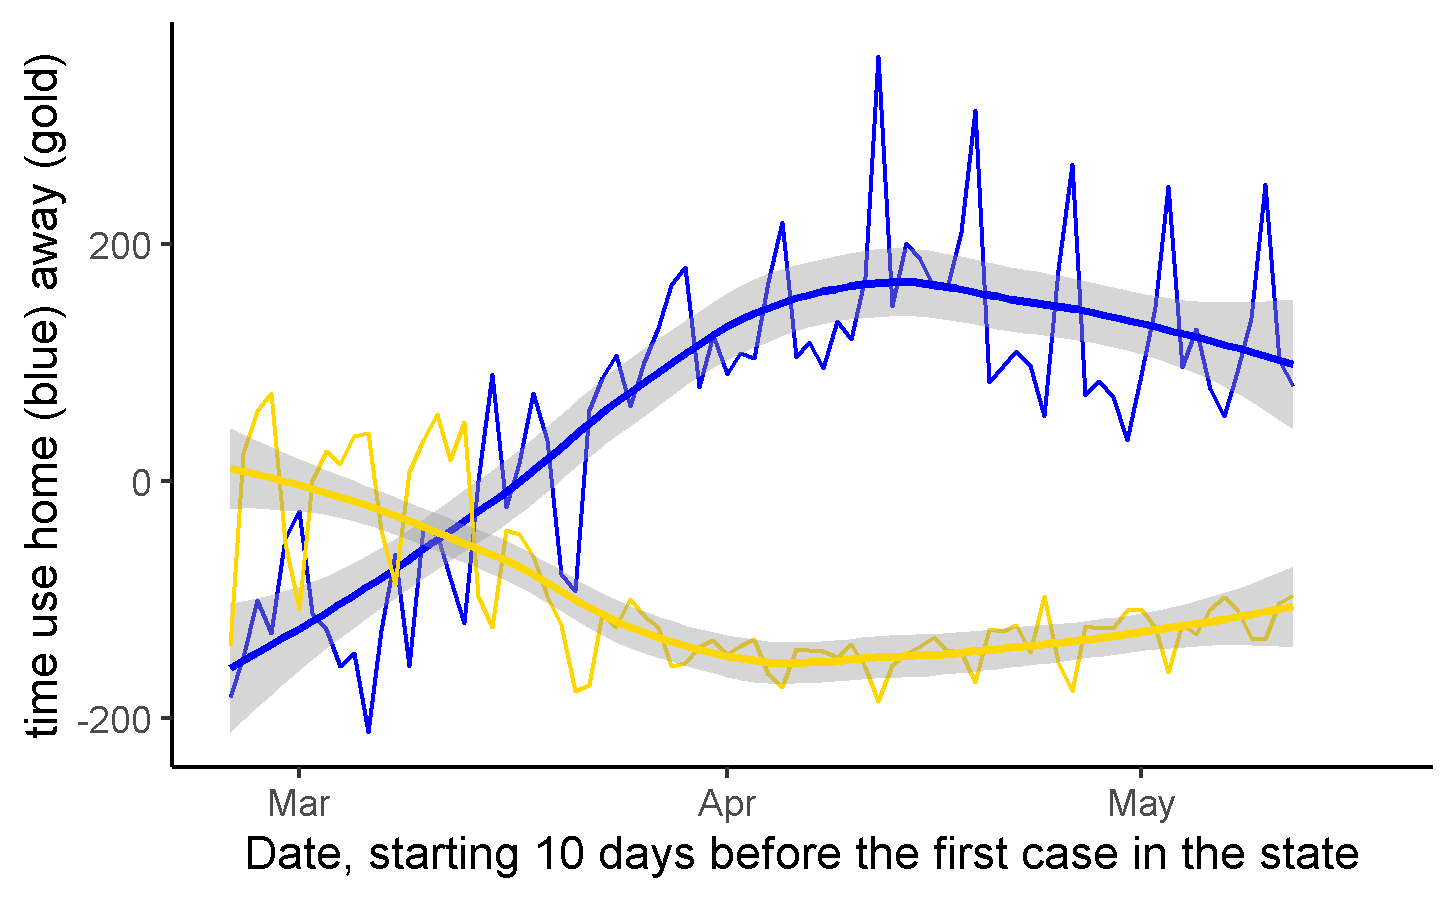 time use home (blue) away (gold)
200
0
-200
Mar
Apr
May
Date, starting 10 days before the first case in the state